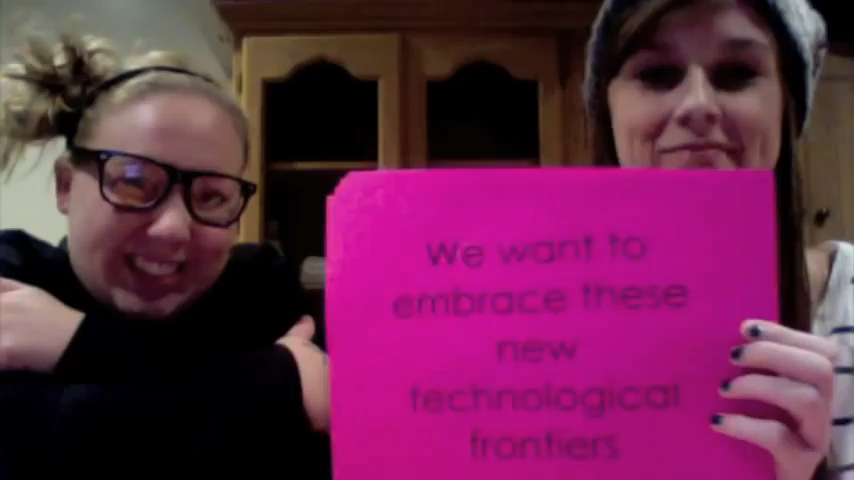 We want to
embrace these
new
technological
frontiers